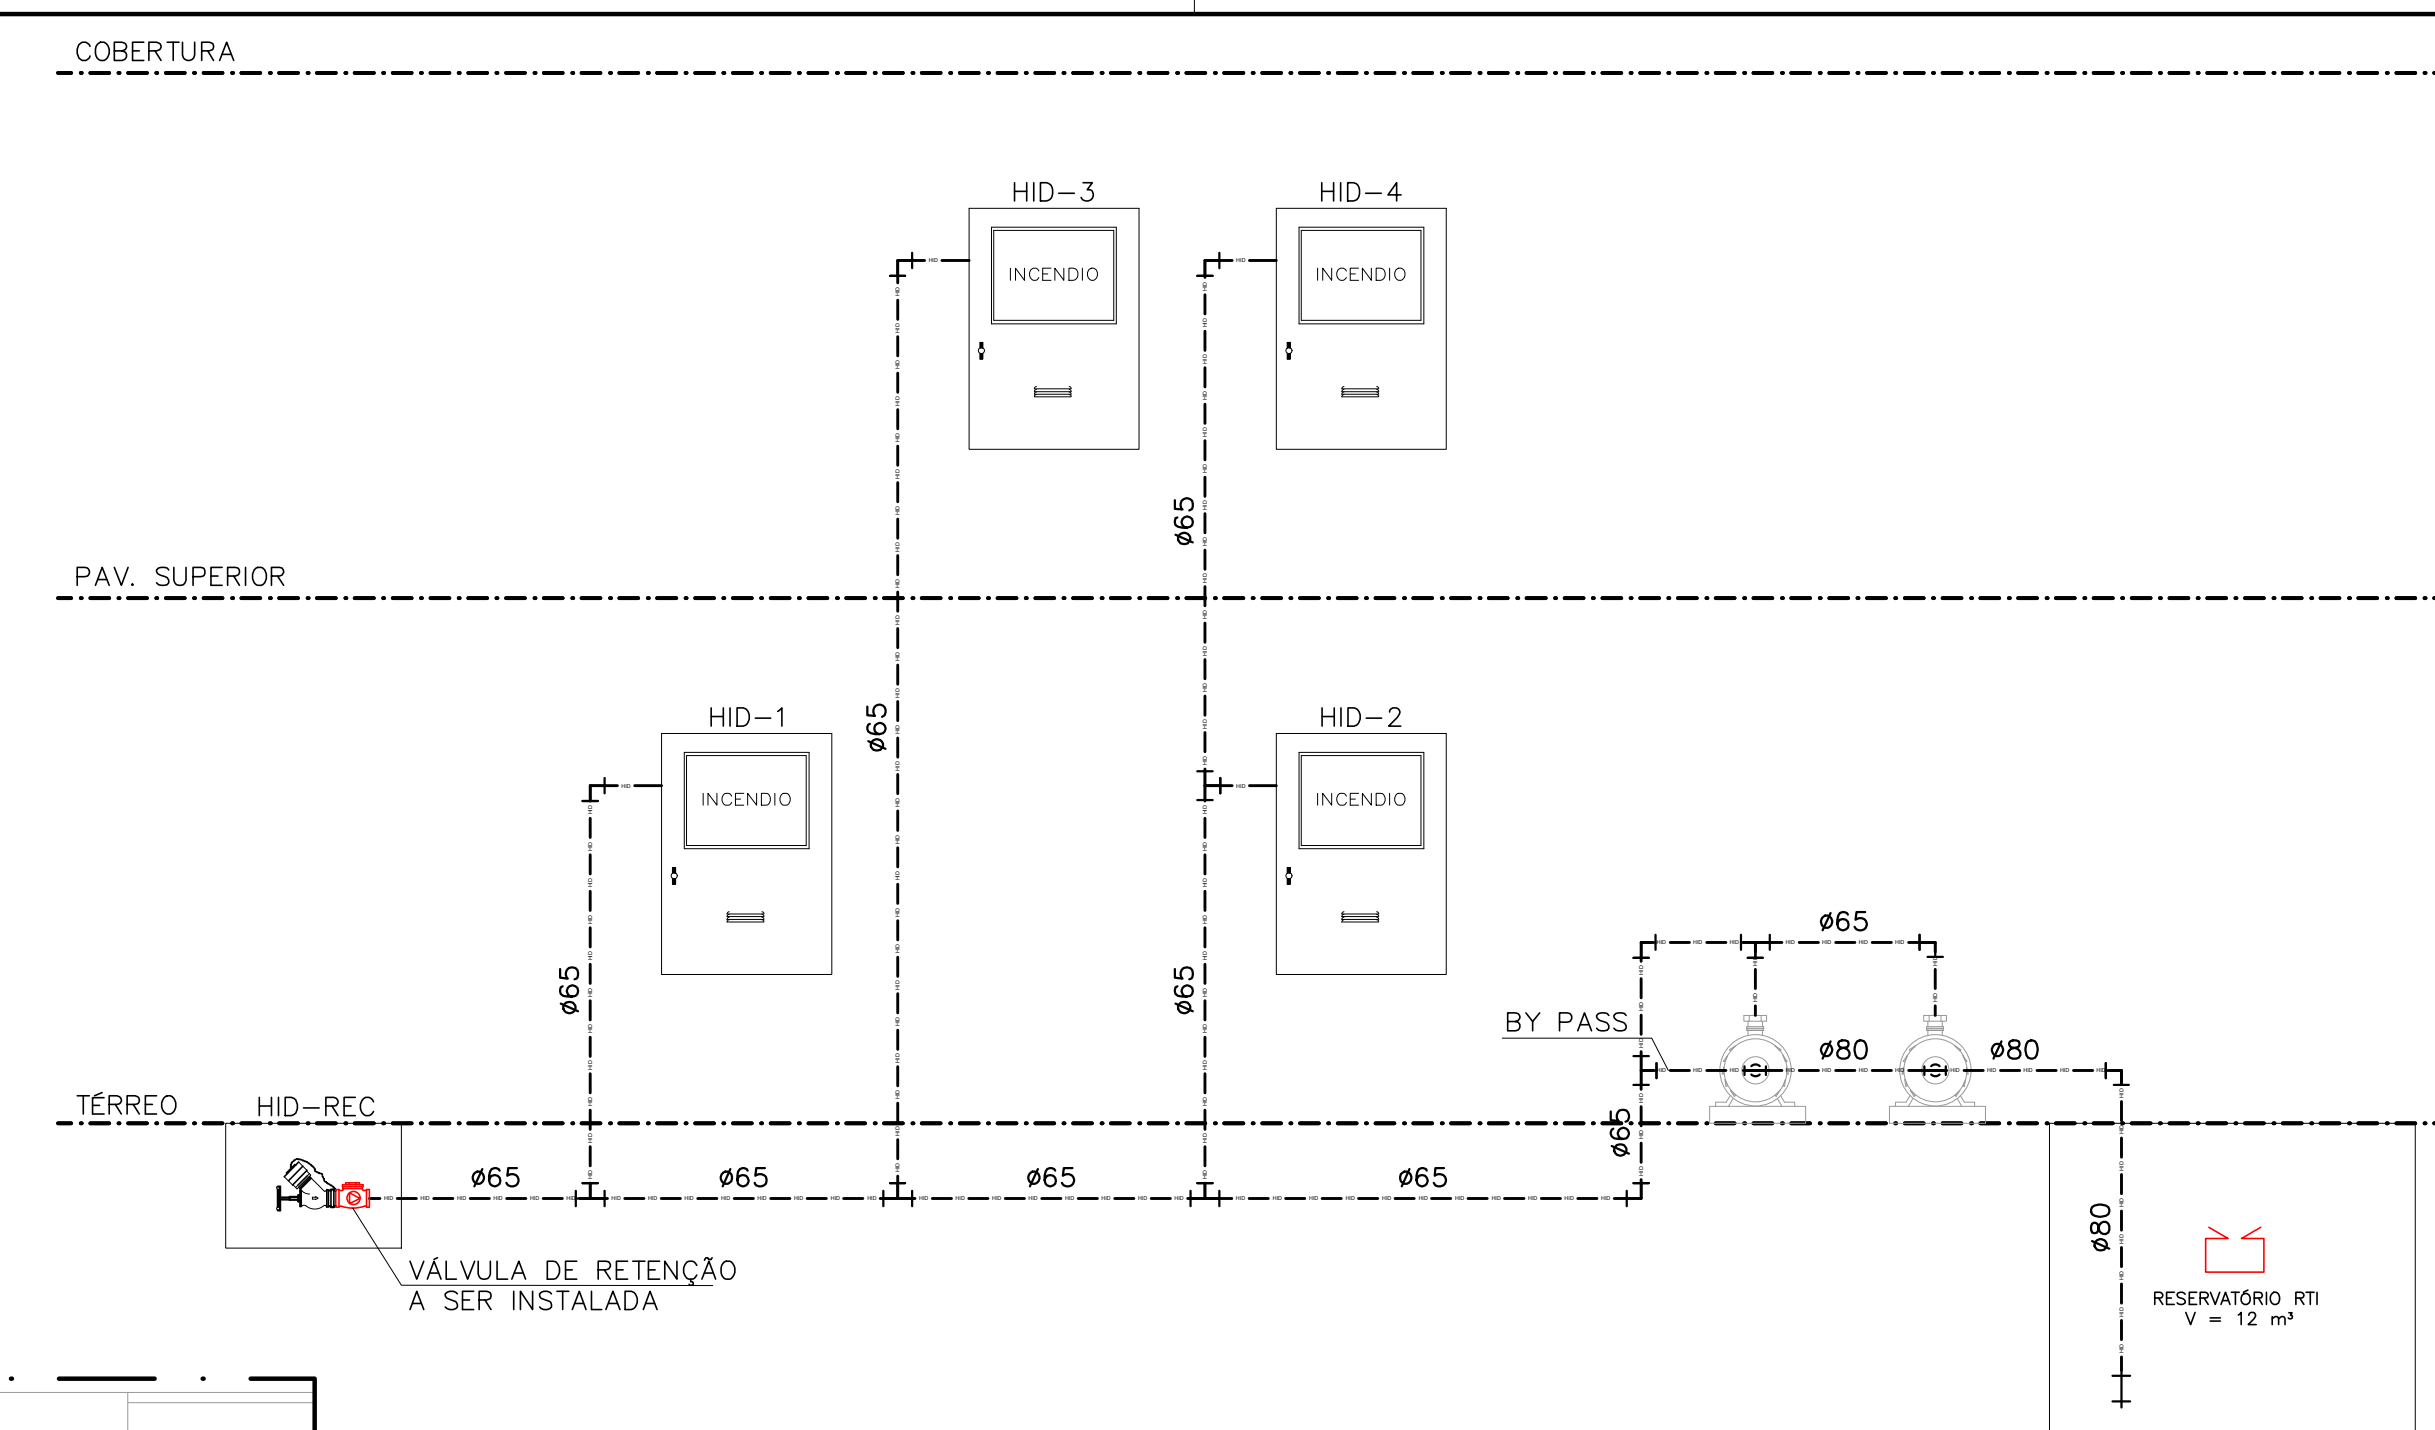 COBERTURA
HID-3
HID-4
INCENDIO
INCENDIO
ø65
PAV. SUPERIOR
ø65
HID-1
HID-2
INCENDIO
INCENDIO
ø65
ø65
ø65
BY PASS
ø80
ø80
TÉRREO
HID-REC
ø65
ø65
ø65
ø65
ø65
ø80
VÁLVULA DE RETENÇÃO
A SER INSTALADA
RESERVATÓRIO RTI
V = 12 m³